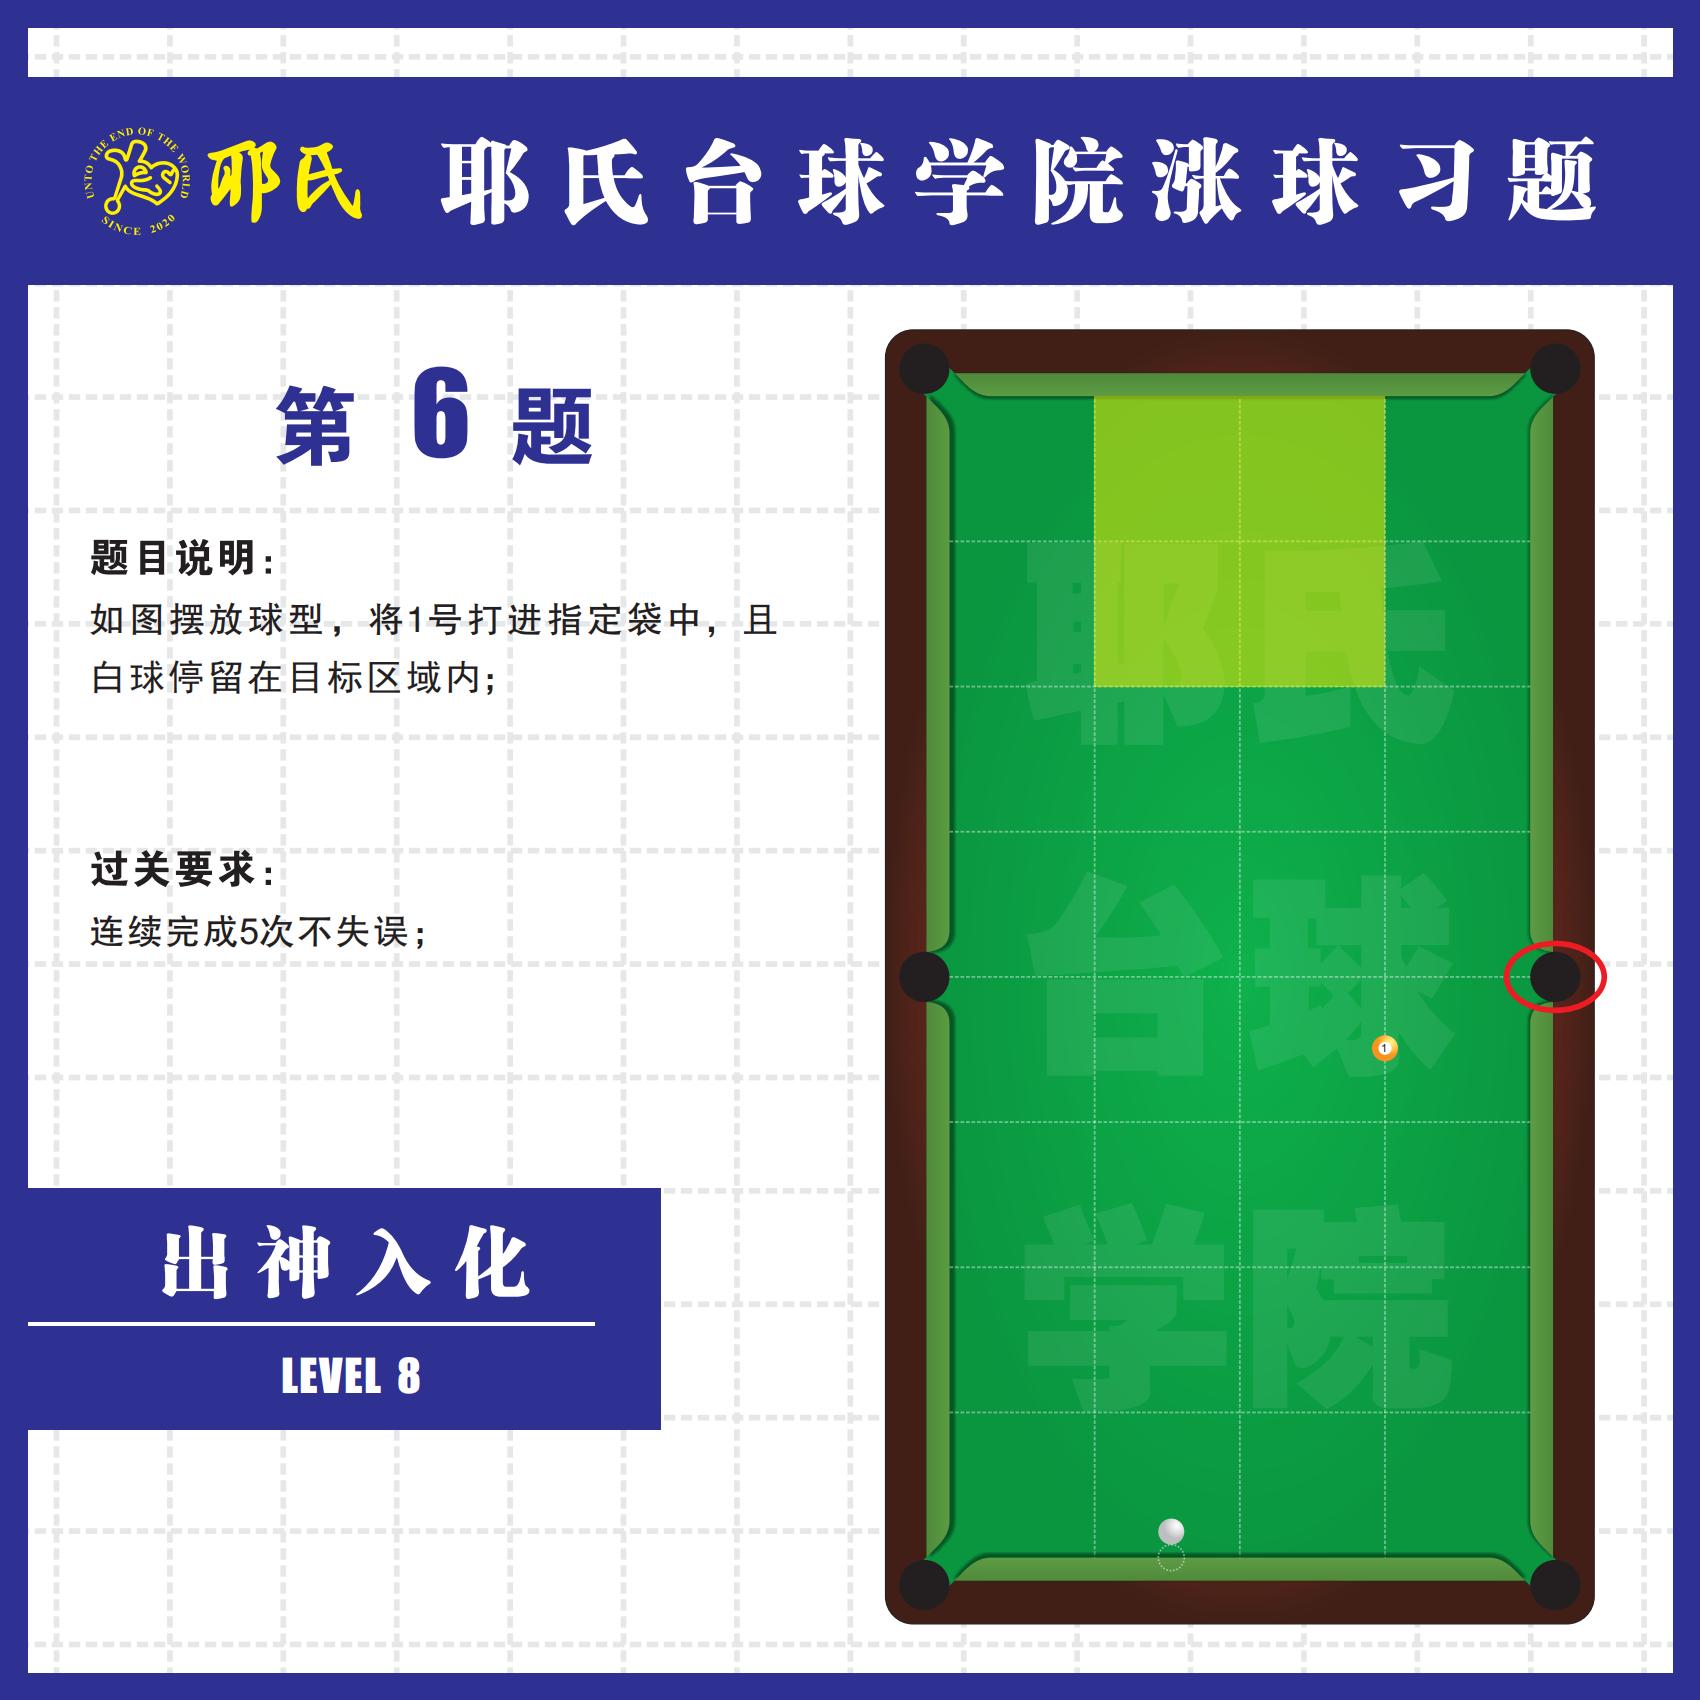 UNTO THE END OF THE WORLD
SINCE 2020
耶氏
耶氏台球学院涨球习题
第 6 题
题目说明：
如图摆放球型，将1号打进指定袋中，且
白球停留在目标区域内；
过关要求：
连续完成5次不失误；
出神入化
LEVEL 8
耶氏
台球
学院
1